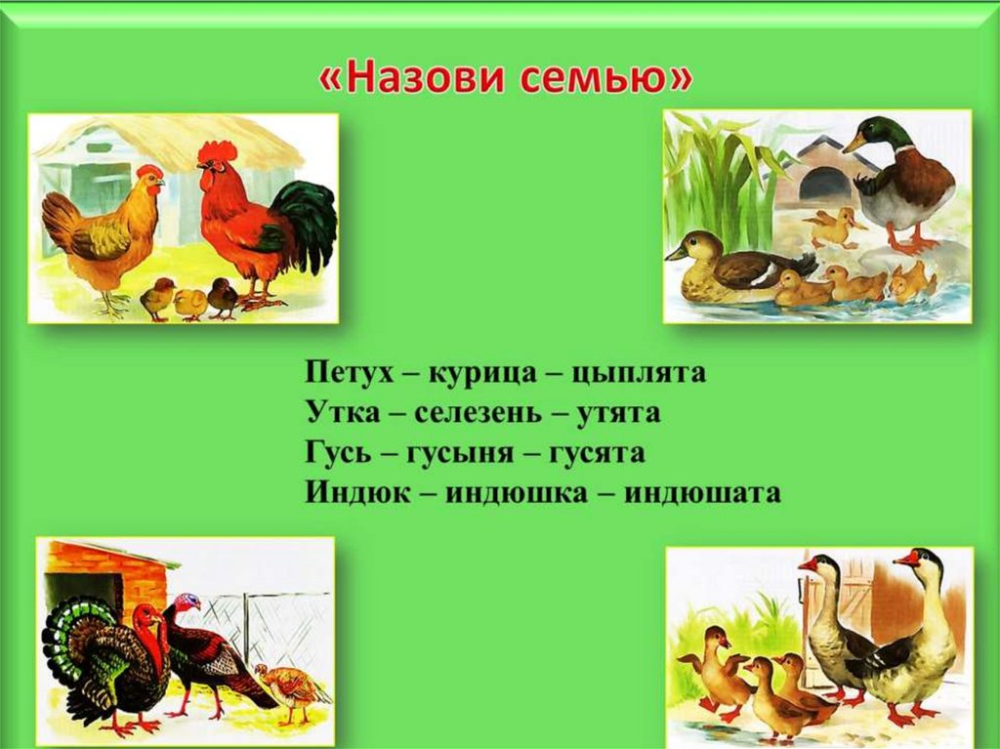 «Назови семью»
Петух – курица – цыплята
Утка – селезень – утята
Гусь – гусыня – гусята
Индюк – индюшка – индюшата